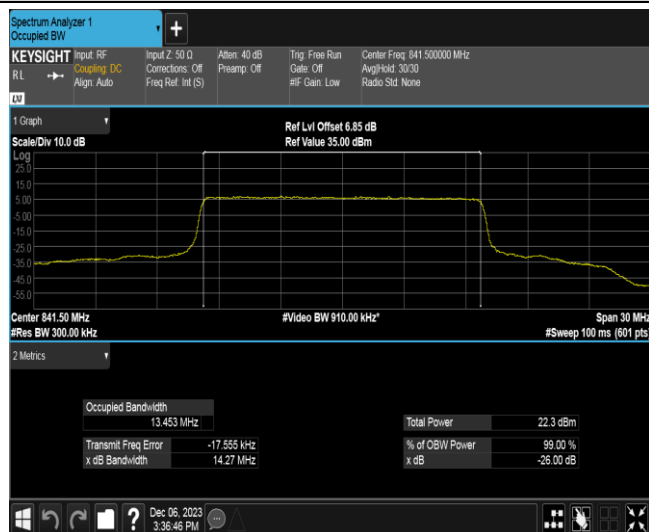 Spectrum Analyzer 1
Occupied BW
+
KEYSIGHT
RL
LXI
Input: RF
Coupling: DC
Align: Auto
Input Z: 50 Ω
Corrections: Off
Freq Ref: Int (S)
Atten: 40 dB
Preamp: Off
Trig: Free Run
Gate: Off
#IF Gain: Low
Center Freq: 841.500000 MHz
Avg|Hold: 30/30
Radio Std: None
1 Graph
Scale/Div 10.0 dB
Ref Lvl Offset 6.85 dB
Ref Value 35.00 dBm
Log
25.0
15.0
5.00
-5.00
-15.0
-25.0
-35.0
-45.0
-55.0
Center 841.50 MHz
#Res BW 300.00 kHz
#Video BW 910.00 kHz*
Span 30 MHz
#Sweep 100 ms (601 pts)
2 Metrics
Occupied Bandwidth
13.453 MHz
Transmit Freq Error -17.555 kHz
x dB Bandwidth 14.27 MHz
Total Power 22.3 dBm
% of OBW Power 99.00 %
x dB -26.00 dB
?
Dec 06, 2023
3:36:46 PM